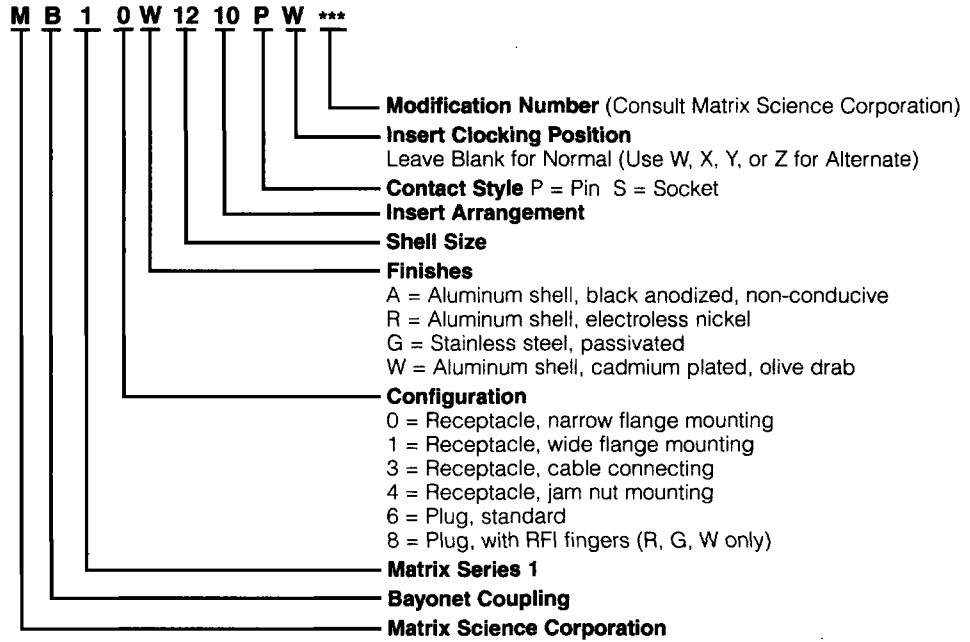 M B 1 0 W 12 10 P W ***
Modification Number (Consult Matrix Science Corporation)
Insert Clocking Position
Leave Blank for Normal (Use W, X, Y, or Z for Alternate)
Contact Style P = Pin S = Socket
Insert Arrangement
Shell Size
Finishes
A = Aluminum shell, black anodized, non-conducive
R = Aluminum shell, electroless nickel
G = Stainless steel, passivated
W = Aluminum shell, cadmium plated, olive drab
Configuration
0 = Receptacle, narrow flange mounting
1 = Receptacle, wide flange mounting
3 = Receptacle, cable connecting
4 = Receptacle, jam nut mounting
6 = Plug, standard
8 = Plug, with RFI fingers (R, G, W only)
Matrix Series 1
Bayonet Coupling
Matrix Science Corporation